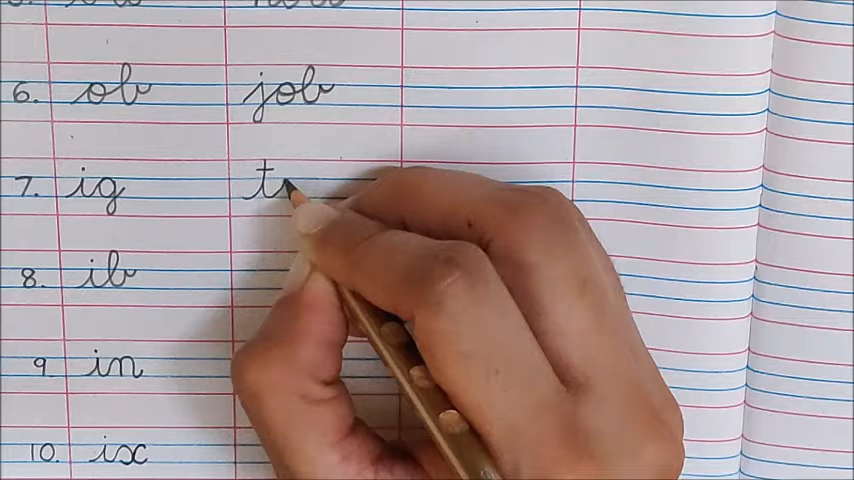 6. ob job
7. ig
8. ib
9. in
10. ix